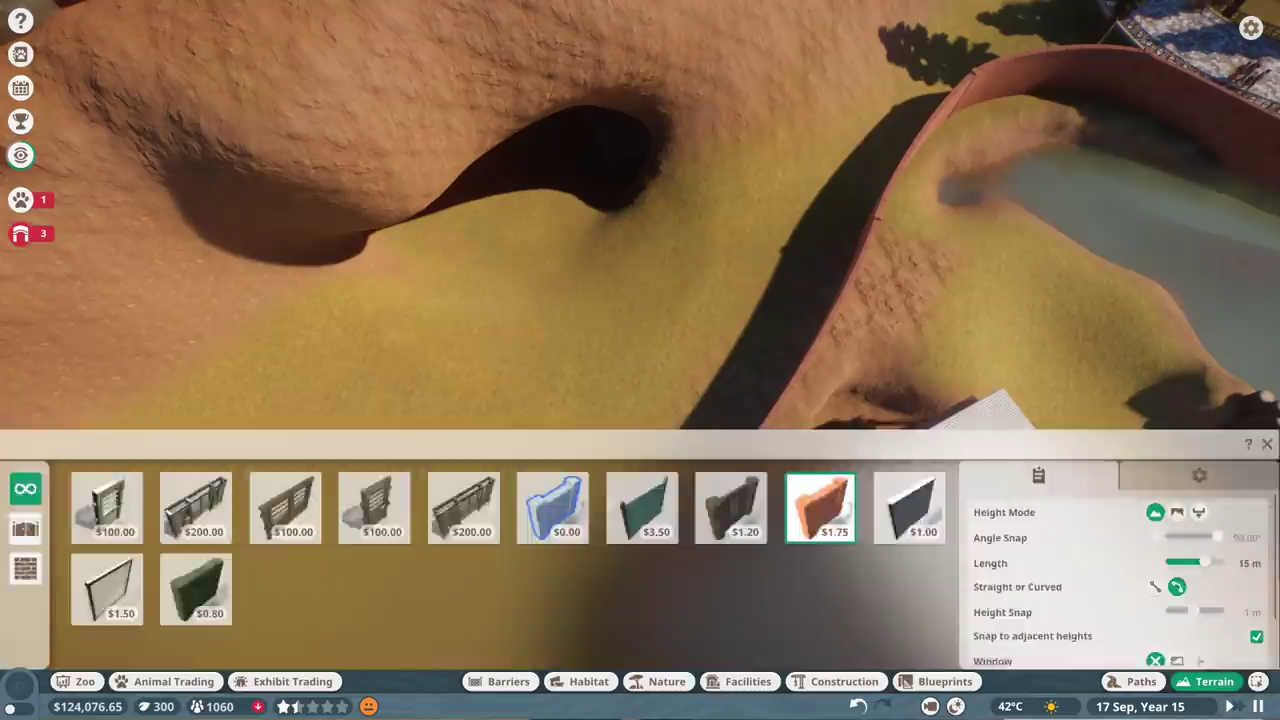 ?
1
3
? 
$100.00 $200.00 $100.00 $100.00 $200.00 $0.00 $3.50 $1.20 $1.75 $1.00
$1.50 $0.80
Height Mode
Angle Snap 90.00°
Length 15 m
Straight or Curved
Height Snap 1 m
Snap to adjacent heights
Window
Zoo Animal Trading Exhibit Trading Barriers Habitat Nature Facilities Construction Blueprints Paths Terrain
$124,076.65 300 1060 42°C 17 Sep, Year 15